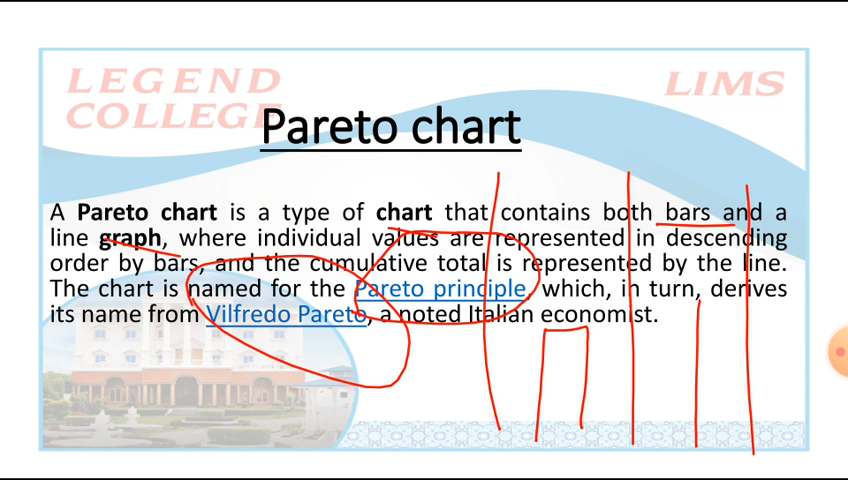 LEGEND
COLLEGE
LIMS
Pareto chart
A Pareto chart is a type of chart that contains both bars and a
line graph, where individual values are represented in descending
order by bars, and the cumulative total is represented by the line.
The chart is named for the Pareto principle, which, in turn, derives
its name from Vilfredo Pareto, a noted Italian economist.